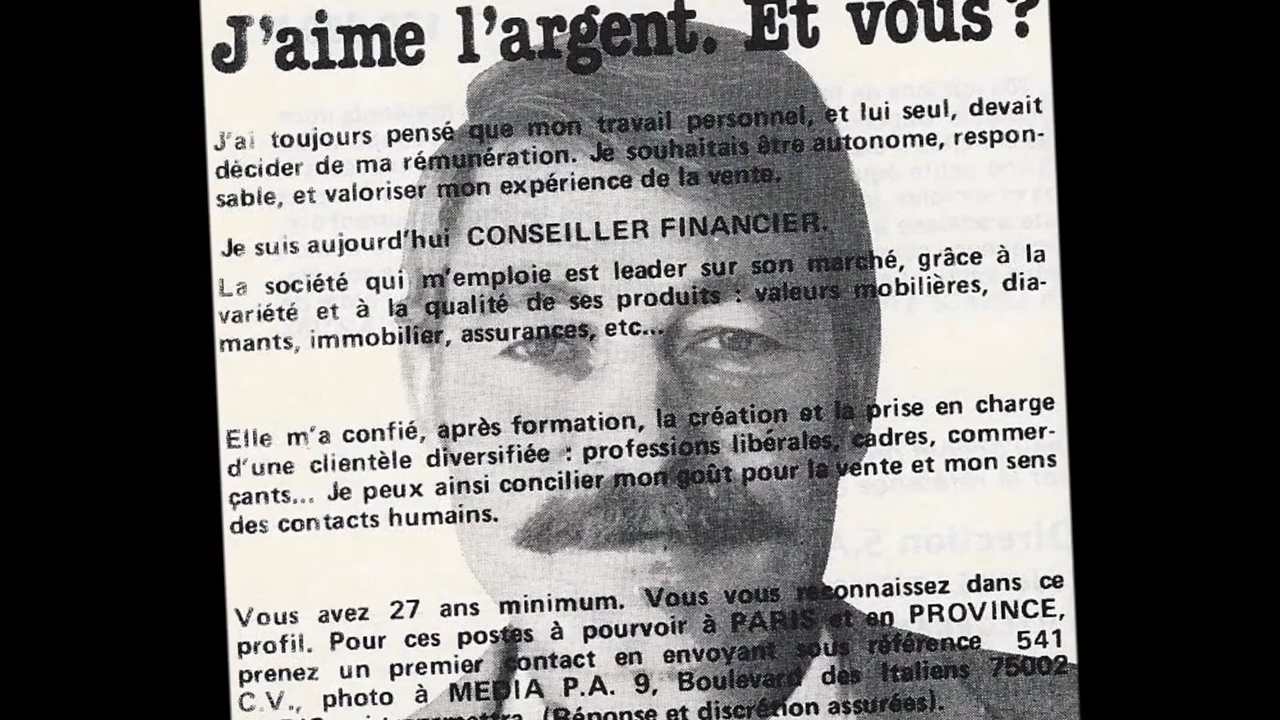 J'aime l'argent. Et vous?
J'ai toujours pensé que mon travail personnel, et lui seul, devait
décider de ma rémunération. Je souhaitais être autonome, respon-
sable, et valoriser mon expérience de la vente.
Je suis aujourd'hui CONSEILLER FINANCIER.
La société qui m'emploie est leader sur son marché, grâce à la
variété et à la qualité de ses produits : valeurs mobilières, dia-
mants, immobilier, assurances, etc...
Elle m'a confié, après formation, la création et la prise en charge
d'une clientèle diversifiée : professions libérales, cadres, commer-
çants... Je peux ainsi concilier mon goût pour la vente et mon sens
des contacts humains.
Vous avez 27 ans minimum. Vous vous reconnaissez dans ce
profil. Pour ces postes à pourvoir à PARIS et en PROVINCE,
prenez un premier contact en envoyant sous référence 541
C.V., photo à MEDIA P.A. 9, Boulevard des Italiens 75002
(Réponse et discrétion assurées).